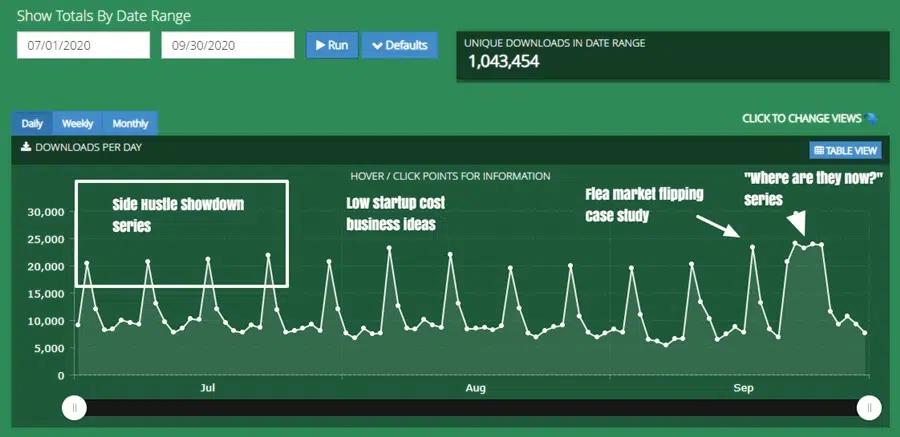 Show Totals By Date Range
07/01/2020
09/30/2020
Run
Defaults
UNIQUE DOWNLOADS IN DATE RANGE
1,043,454
Daily
Weekly
Monthly
CLICK TO CHANGE VIEWS
DOWNLOADS PER DAY
TABLE VIEW
HOVER / CLICK POINTS FOR INFORMATION
Side Hustle Showdown
series
Low startup cost
business ideas
Flea market flipping
case study
"Where are they now?"
series
30,000
25,000
20,000
15,000
10,000
5,000
0
Jul
Aug
Sep